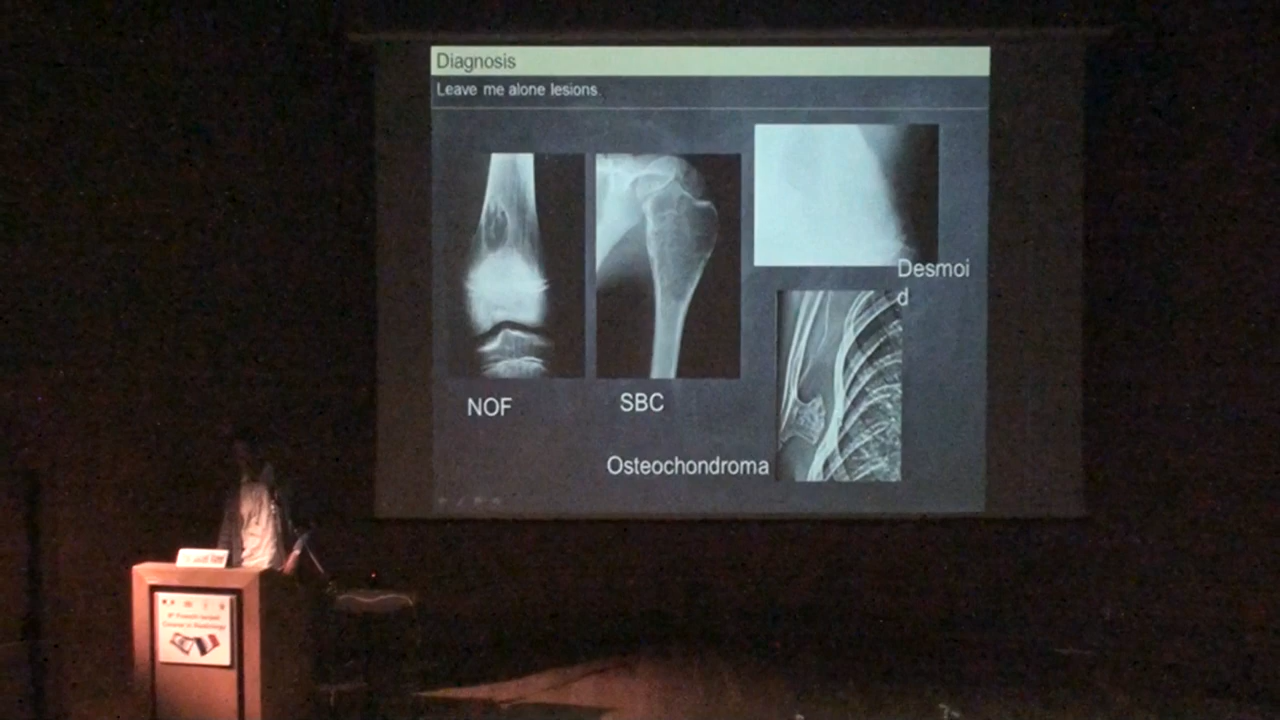 Diagnosis
Leave me alone lesions.
Desmoi
d
NOF
SBC
Osteochondroma